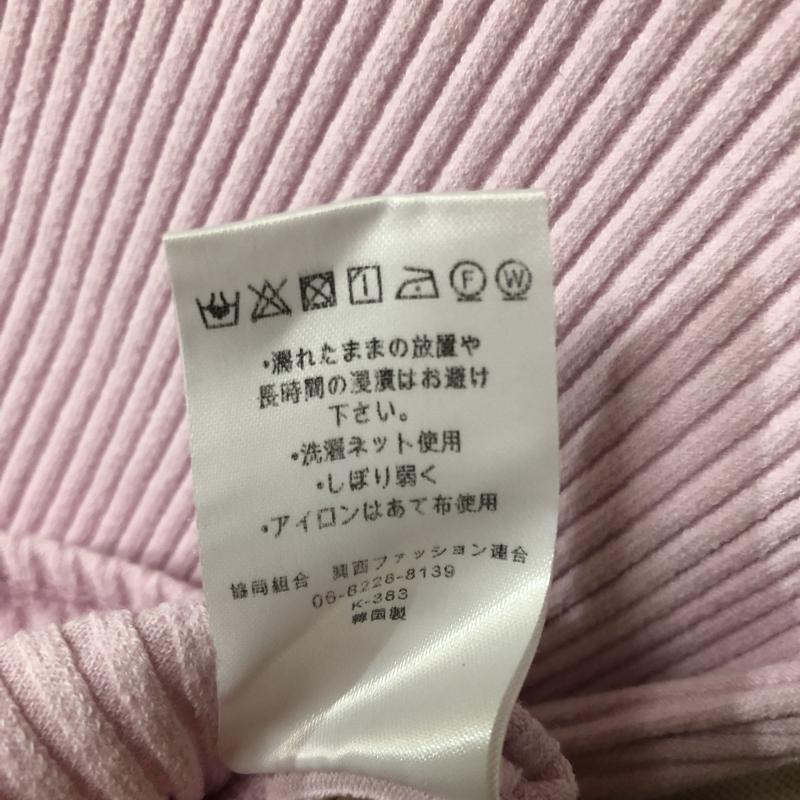 F W
・濡れたままの放置や
長時間の浸漬はお避け
下さい。
・洗濯ネット使用
・しぼり弱く
・アイロンはあて布使用
協同組合 関西ファッション連合
06-6228-8139
K-383
韓国製